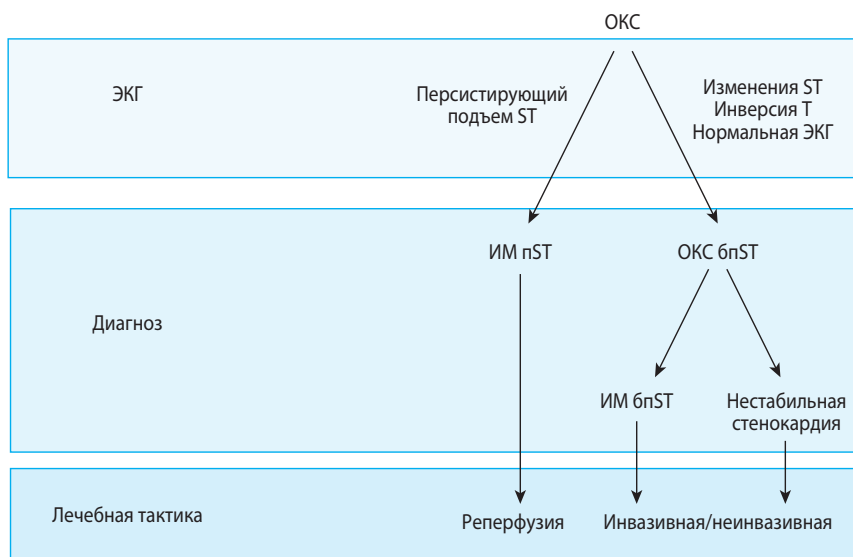 ОКС
ЭКГ
Персистирующий
подъем ST
Изменения ST
Инверсия T
Нормальная ЭКГ
ИМ пST
ОКС бпST
Диагноз
ИМ бпST
Нестабильная
стенокардия
Лечебная тактика
Реперфузия
Инвазивная/неинвазивная